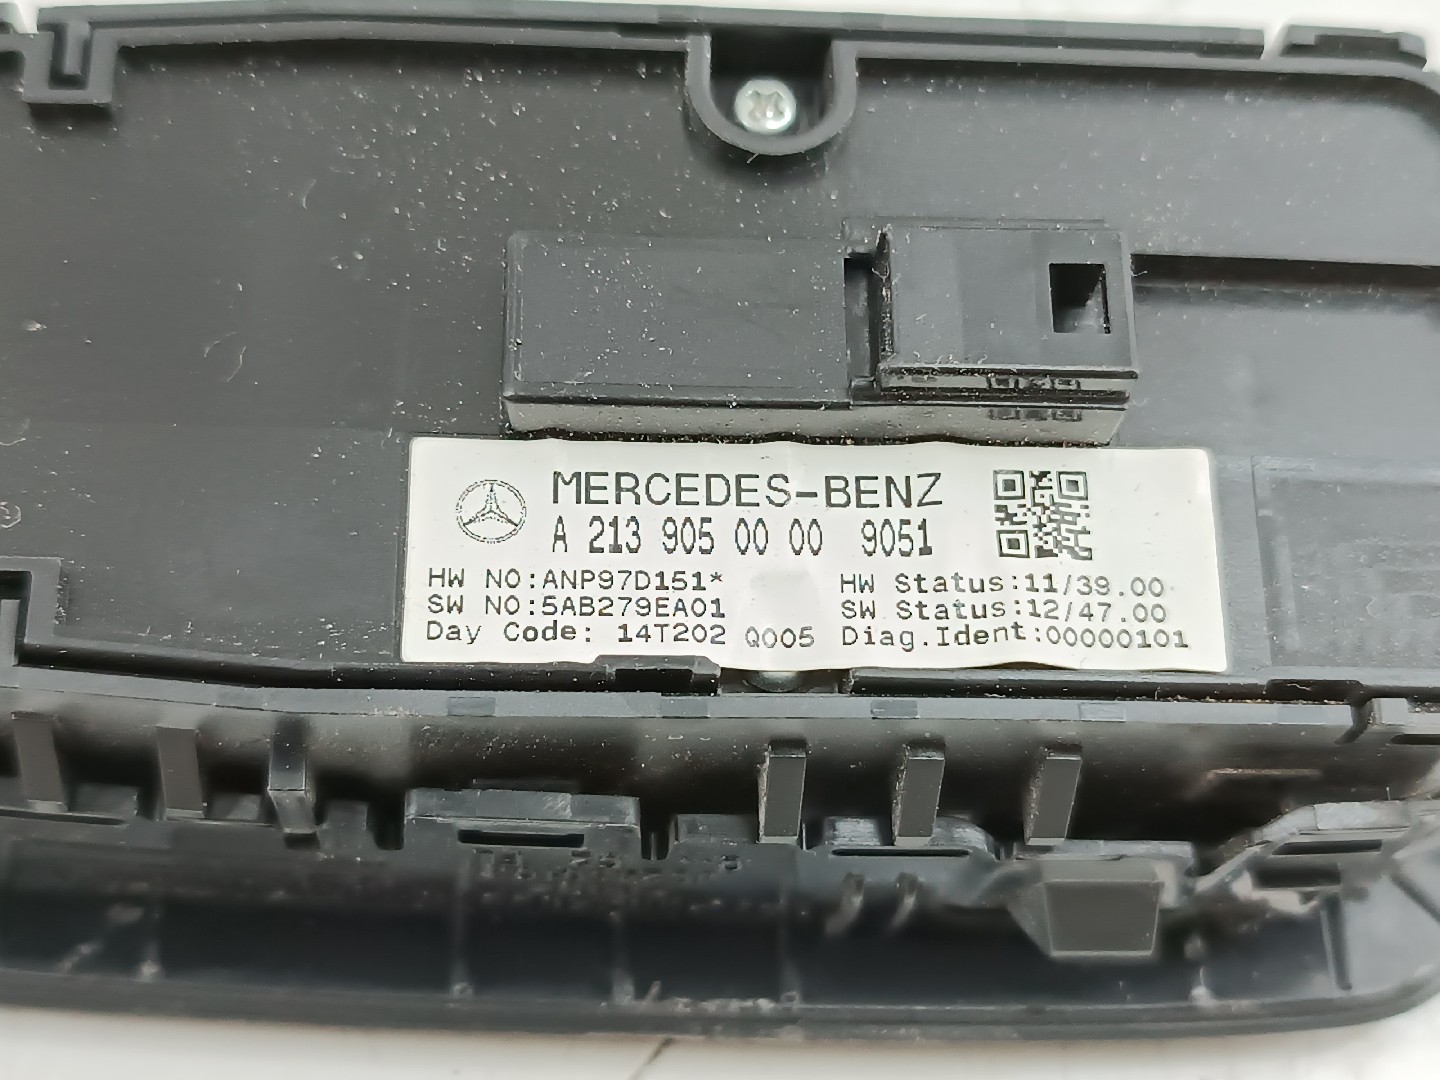 MERCEDES-BENZ
A 213 905 00 00 9051
HW NO:ANP97D151* HW Status:11/39.00
SW NO:5AB279EA01 SW Status:12/47.00
Day Code: 14T202 Q005 Diag.Ident:00000101